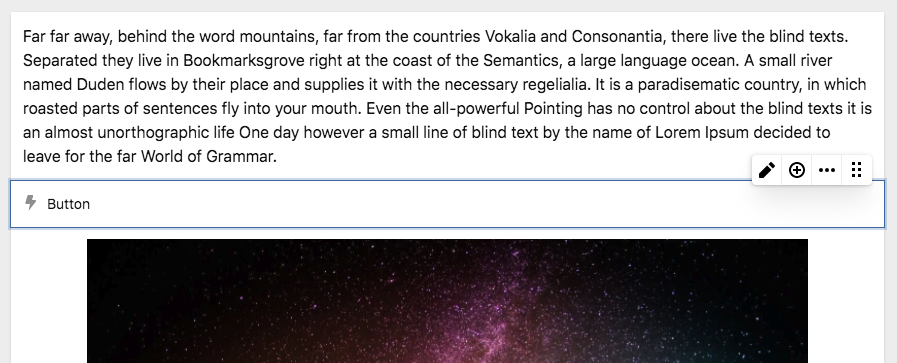 Far far away, behind the word mountains, far from the countries Vokalia and Consonantia, there live the blind texts.
Separated they live in Bookmarksgrove right at the coast of the Semantics, a large language ocean. A small river
named Duden flows by their place and supplies it with the necessary regelialia. It is a paradisematic country, in which
roasted parts of sentences fly into your mouth. Even the all-powerful Pointing has no control about the blind texts it is
an almost unorthographic life One day however a small line of blind text by the name of Lorem Ipsum decided to
leave for the far World of Grammar.
Button